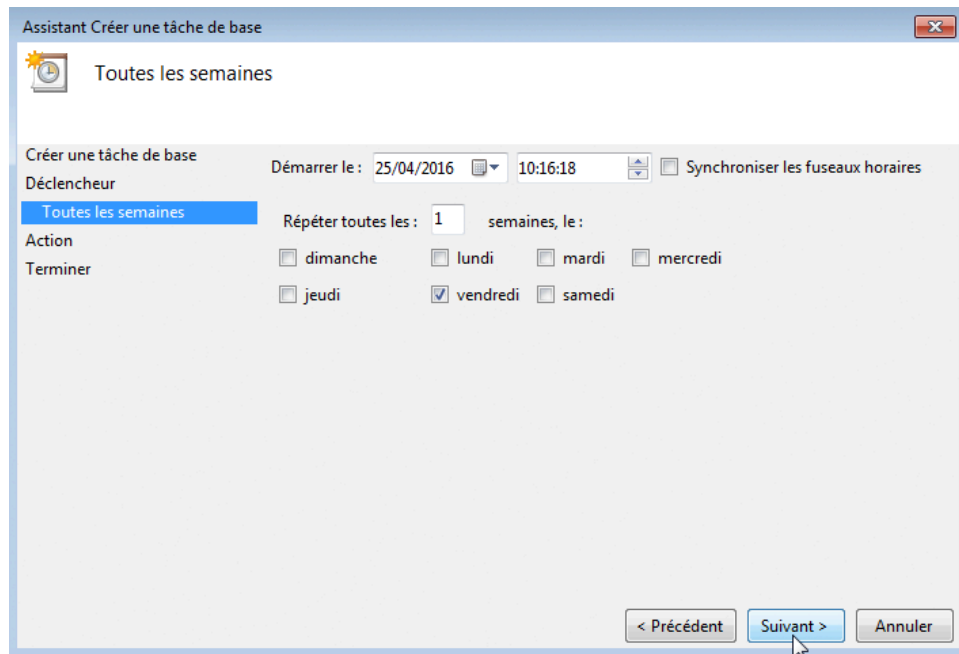 Assistant Créer une tâche de base
Toutes les semaines
Créer une tâche de base
Déclencheur
Toutes les semaines
Action
Terminer
Démarrer le : 25/04/2016 10:16:18 Synchroniser les fuseaux horaires
Répéter toutes les : 1 semaines, le :
dimanche lundi mardi mercredi
jeudi vendredi samedi
< Précédent Suivant > Annuler